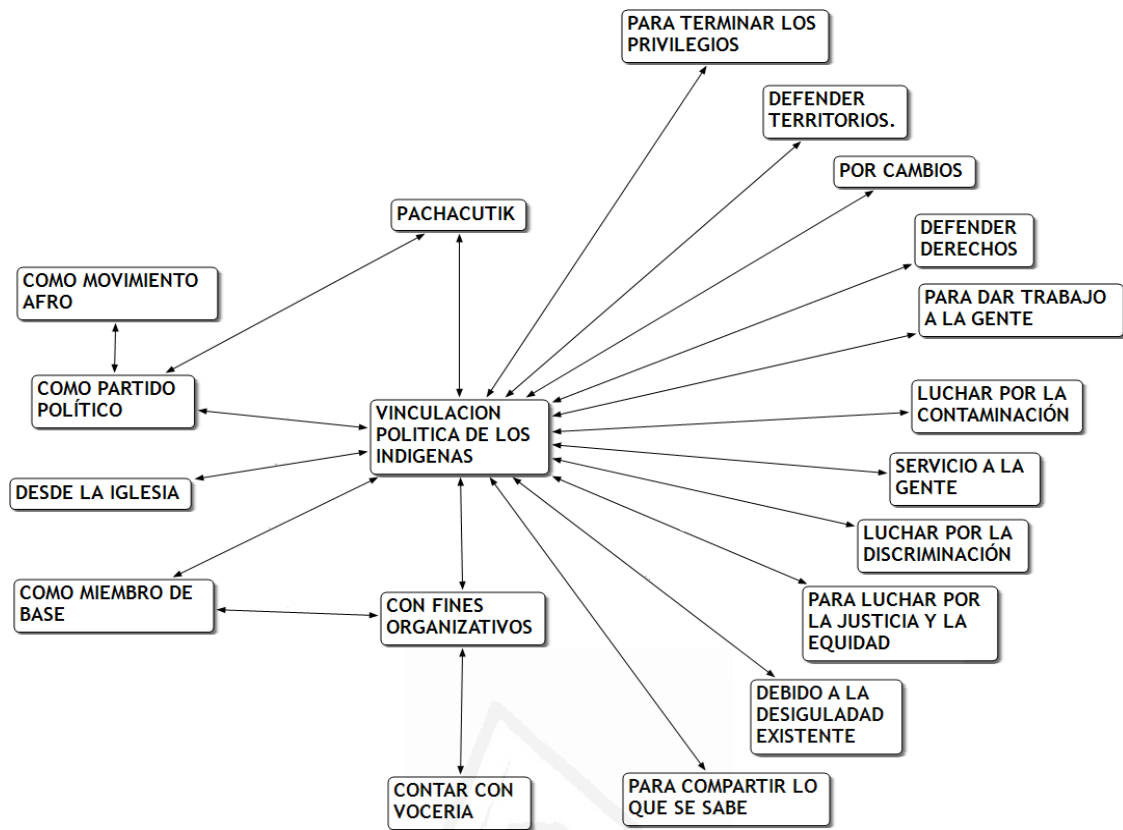 PARA TERMINAR LOS
PRIVILEGIOS
DEFENDER
TERRITORIOS.
POR CAMBIOS
PACHACUTIK
DEFENDER
DERECHOS
COMO MOVIMIENTO
AFRO
PARA DAR TRABAJO
A LA GENTE
COMO PARTIDO
POLÍTICO
VINCULACION
POLITICA DE LOS
INDIGENAS
LUCHAR POR LA
CONTAMINACIÓN
SERVICIO A LA
GENTE
DESDE LA IGLESIA
LUCHAR POR LA
DISCRIMINACIÓN
COMO MIEMBRO DE
BASE
CON FINES
ORGANIZATIVOS
PARA LUCHAR POR
LA JUSTICIA Y LA
EQUIDAD
DEBIDO A LA
DESIGULADAD
EXISTENTE
CONTAR CON
VOCERIA
PARA COMPARTIR LO
QUE SE SABE